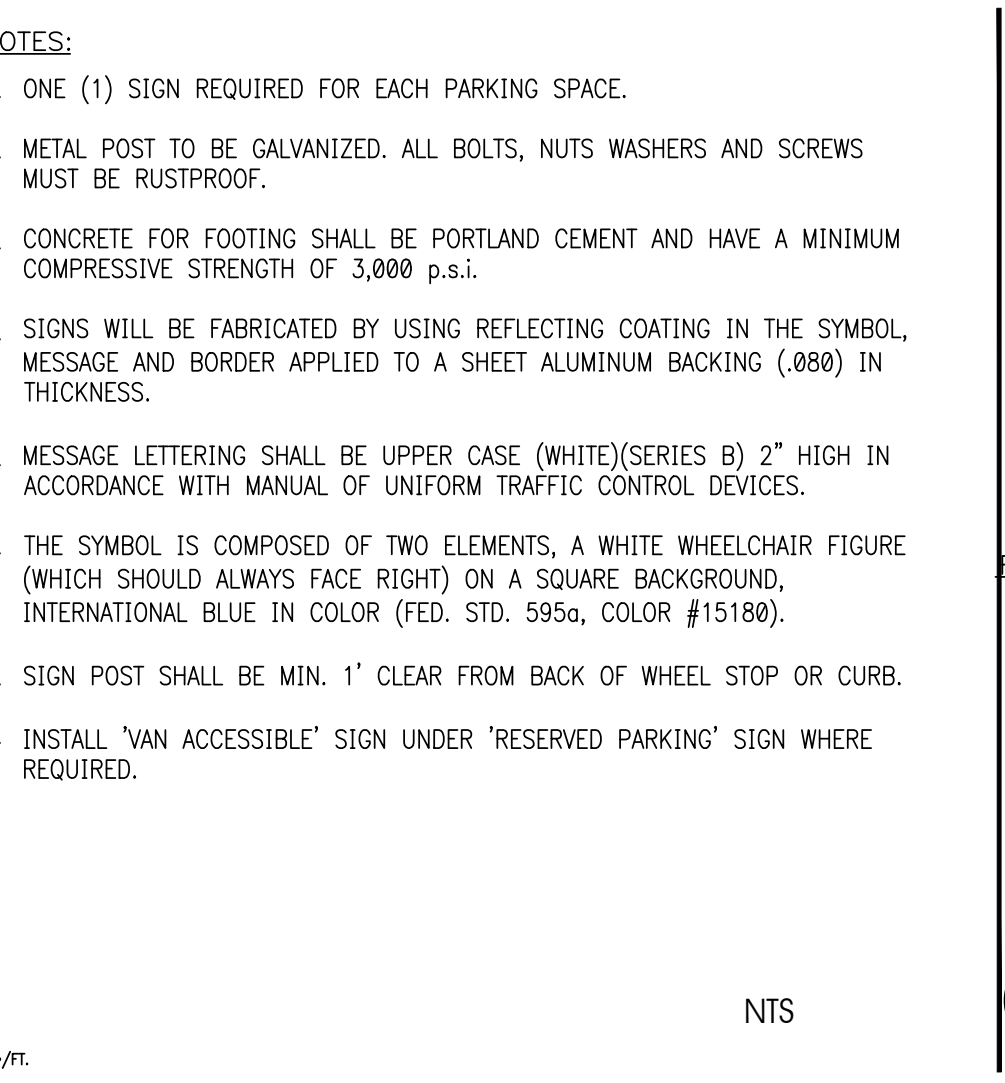 OTES:
ONE (1) SIGN REQUIRED FOR EACH PARKING SPACE.
METAL POST TO BE GALVANIZED. ALL BOLTS, NUTS WASHERS AND SCREWS
MUST BE RUSTPROOF.
CONCRETE FOR FOOTING SHALL BE PORTLAND CEMENT AND HAVE A MINIMUM
COMPRESSIVE STRENGTH OF 3,000 p.s.i.
SIGNS WILL BE FABRICATED BY USING REFLECTING COATING IN THE SYMBOL,
MESSAGE AND BORDER APPLIED TO A SHEET ALUMINUM BACKING (.080) IN
THICKNESS.
MESSAGE LETTERING SHALL BE UPPER CASE (WHITE)(SERIES B) 2" HIGH IN
ACCORDANCE WITH MANUAL OF UNIFORM TRAFFIC CONTROL DEVICES.
THE SYMBOL IS COMPOSED OF TWO ELEMENTS, A WHITE WHEELCHAIR FIGURE
(WHICH SHOULD ALWAYS FACE RIGHT) ON A SQUARE BACKGROUND,
INTERNATIONAL BLUE IN COLOR (FED. STD. 595a, COLOR #15180).
SIGN POST SHALL BE MIN. 1' CLEAR FROM BACK OF WHEEL STOP OR CURB.
INSTALL 'VAN ACCESSIBLE' SIGN UNDER 'RESERVED PARKING' SIGN WHERE
REQUIRED.
NTS
/FT.